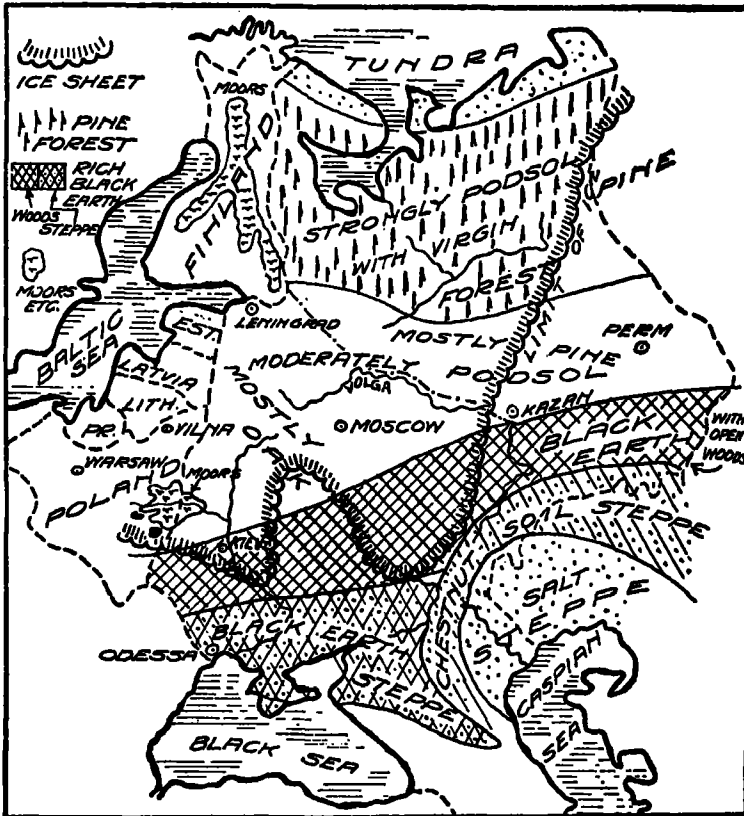 ICE SHEET
PINE
FOREST
RICH
BLACK
EARTH
WOODS
STEPPE
MOORS
ETC.
TUNDRA
MOORS
FINLAND
STRONGLY PODSOL
WITH VIRGIN
FOREST
PINE
LENINGRAD
BALTIC
SEA
EST.
LATVIA
LITH.
PR.
VILNA
WARSAW
POLAND
MOORS
MOSTLY
MODERATELY
PODSOL
MOSTLY
PINE
VOLGA
MOSCOW
PERM
KAZAN
BLACK
EARTH
WITH
OPEN
WOODS
KIEV
CHESTNUT SOIL STEPPE
SALT
STEPPE
ODESSA
BLACK EARTH
STEPPE
CASPIAN
SEA
BLACK SEA